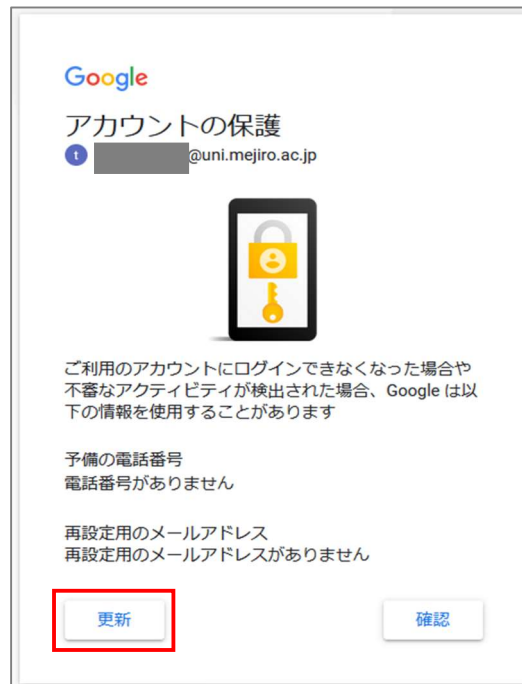 Google
アカウントの保護
t @uni.mejiro.ac.jp
ご利用のアカウントにログインできなくなった場合や
不審なアクティビティが検出された場合、Google は以
下の情報を使用することがあります
予備の電話番号
電話番号がありません
再設定用のメールアドレス
再設定用のメールアドレスがありません
更新 確認